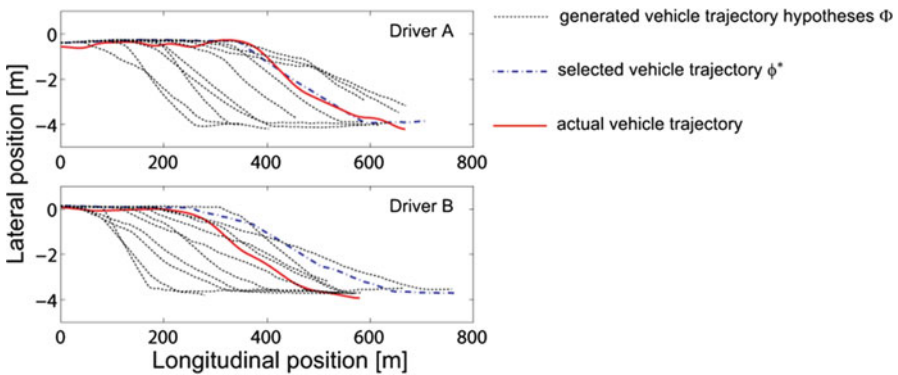 Driver A
0
−2
−4
0
200
400
600
800
Driver B
0
−2
−4
0
200
400
600
800
Lateral position [m]
Longitudinal position [m]
generated vehicle trajectory hypotheses Φ
selected vehicle trajectory ϕ*
actual vehicle trajectory